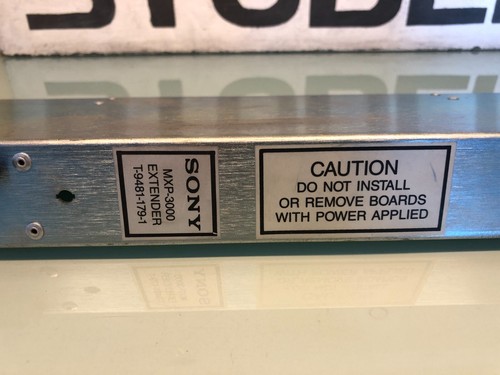 SONY
MXP-3000
EXTENDER
T-9481-179-1
CAUTION
DO NOT INSTALL
OR REMOVE BOARDS
WITH POWER APPLIED